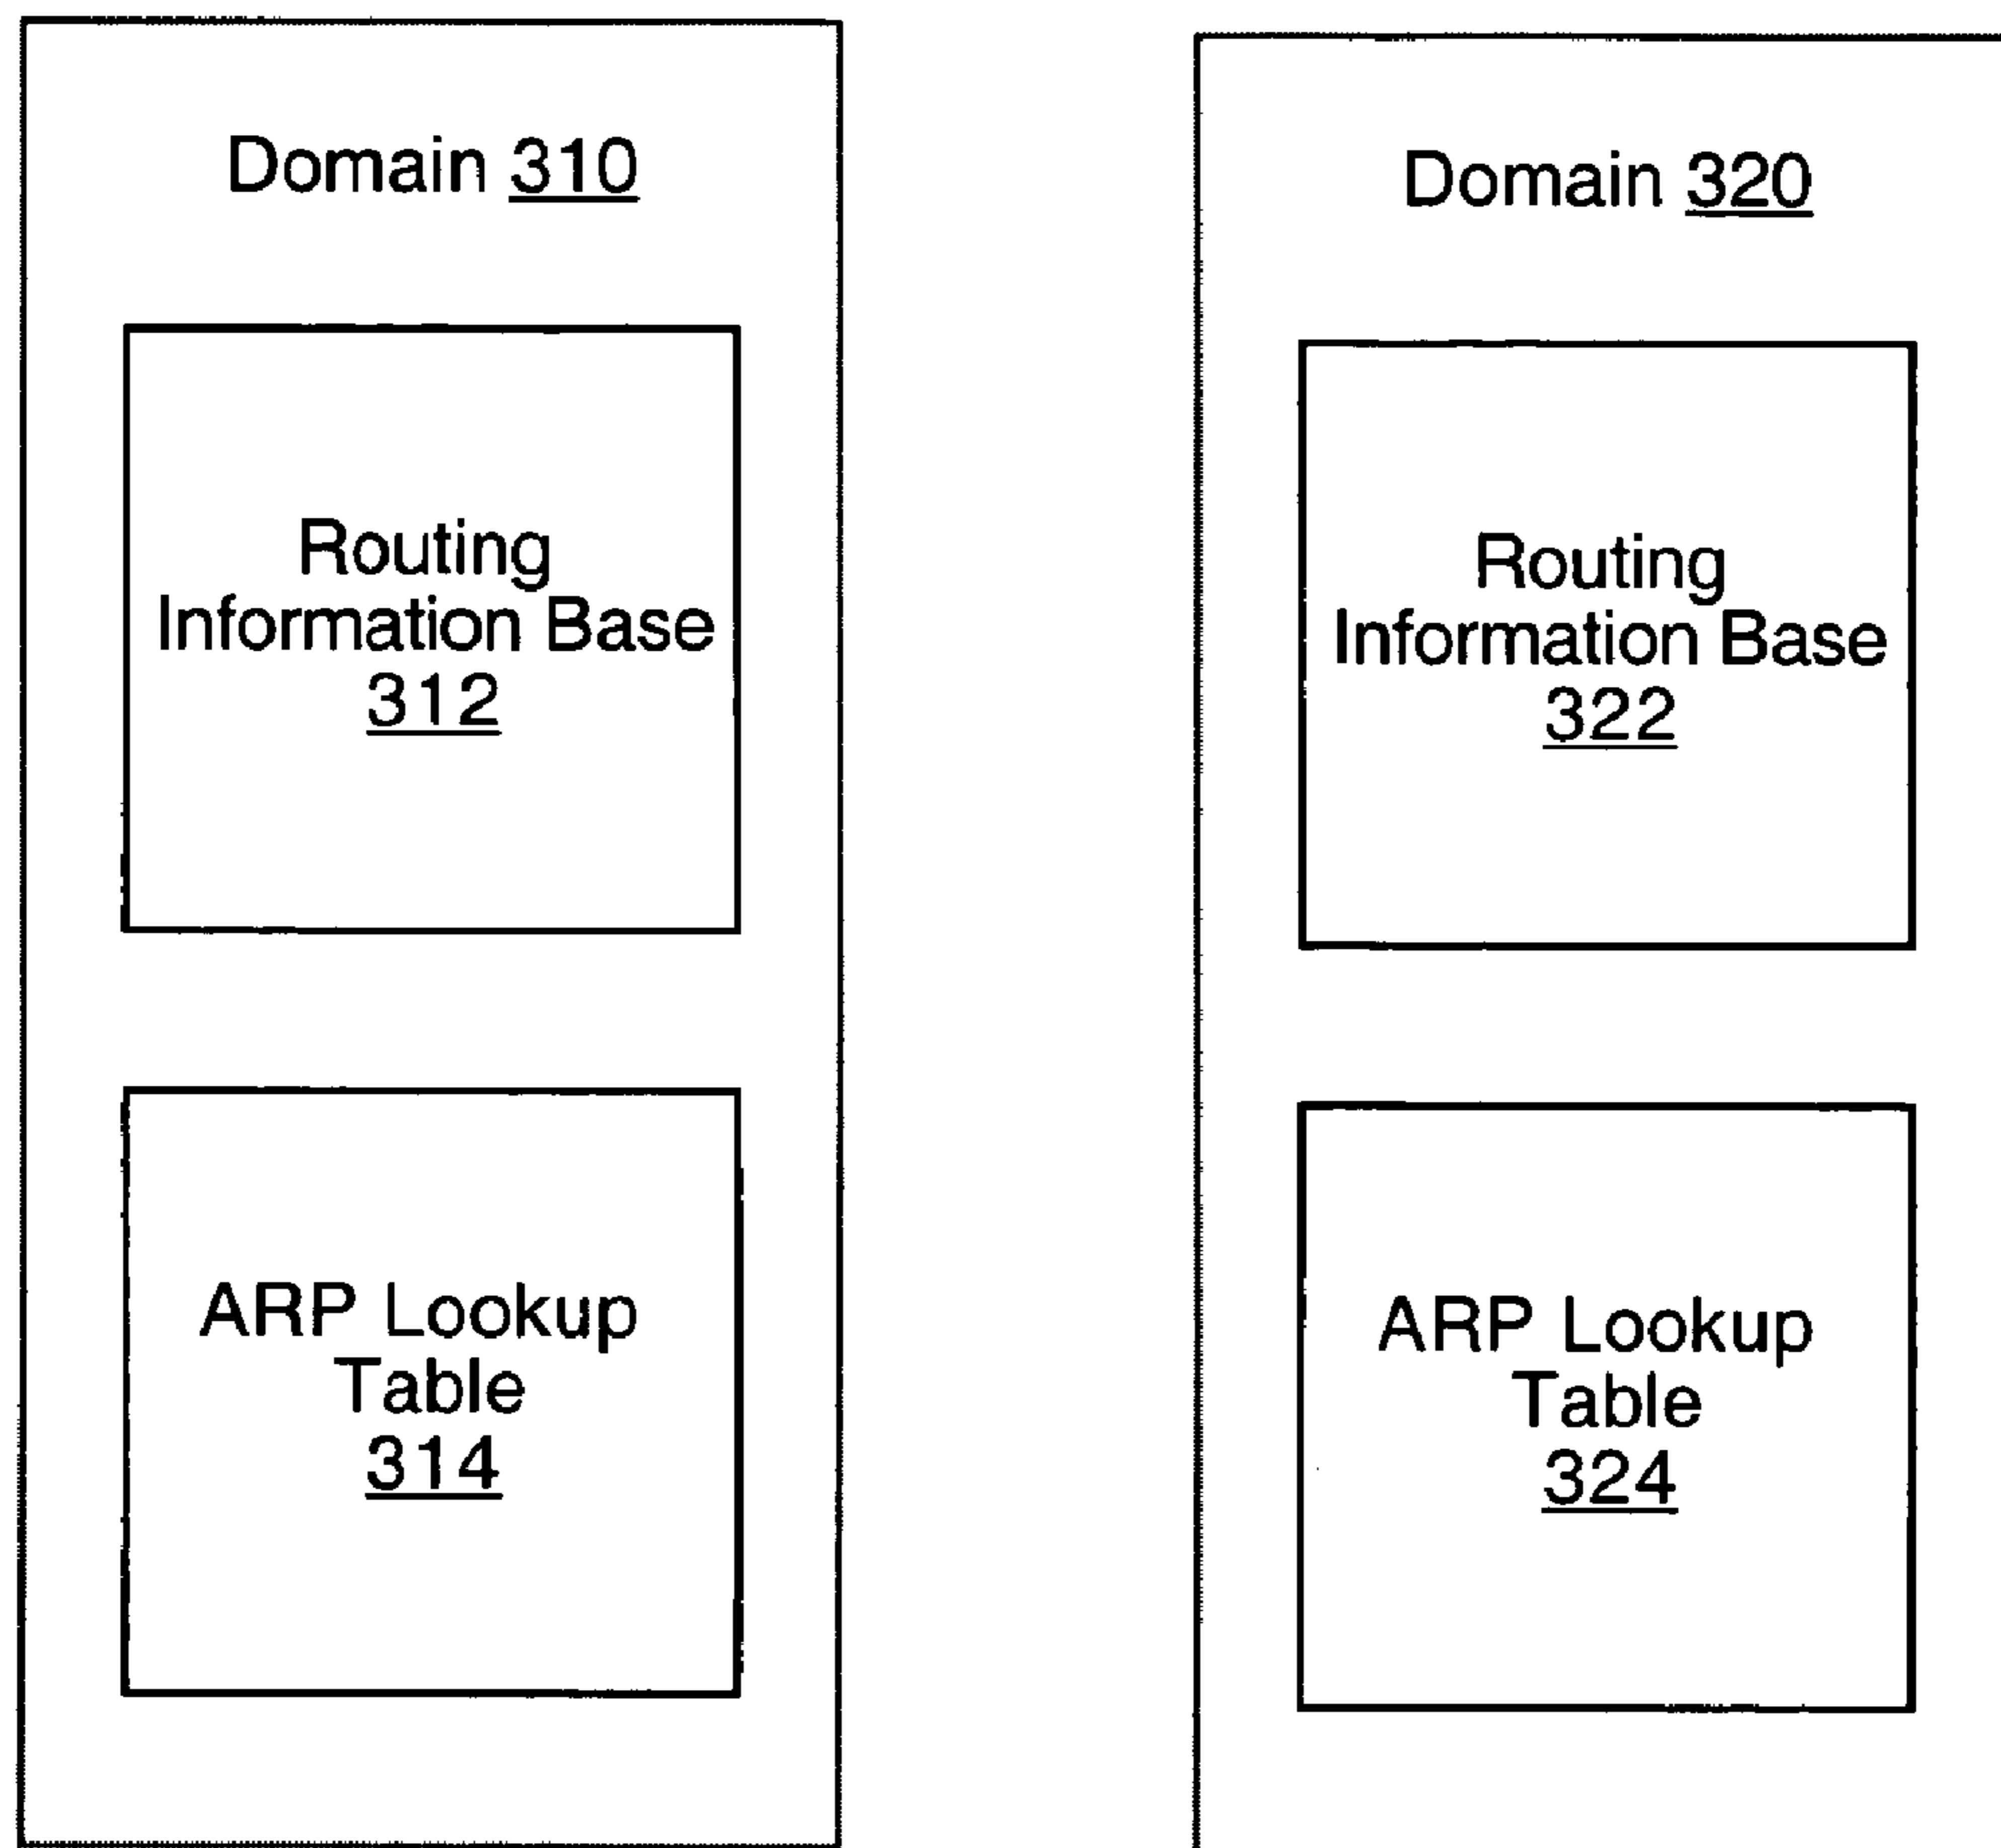 Domain 310
Routing
Information Base
312
ARP Lookup
Table
314
Domain 320
Routing
Information Base
322
ARP Lookup
Table
324